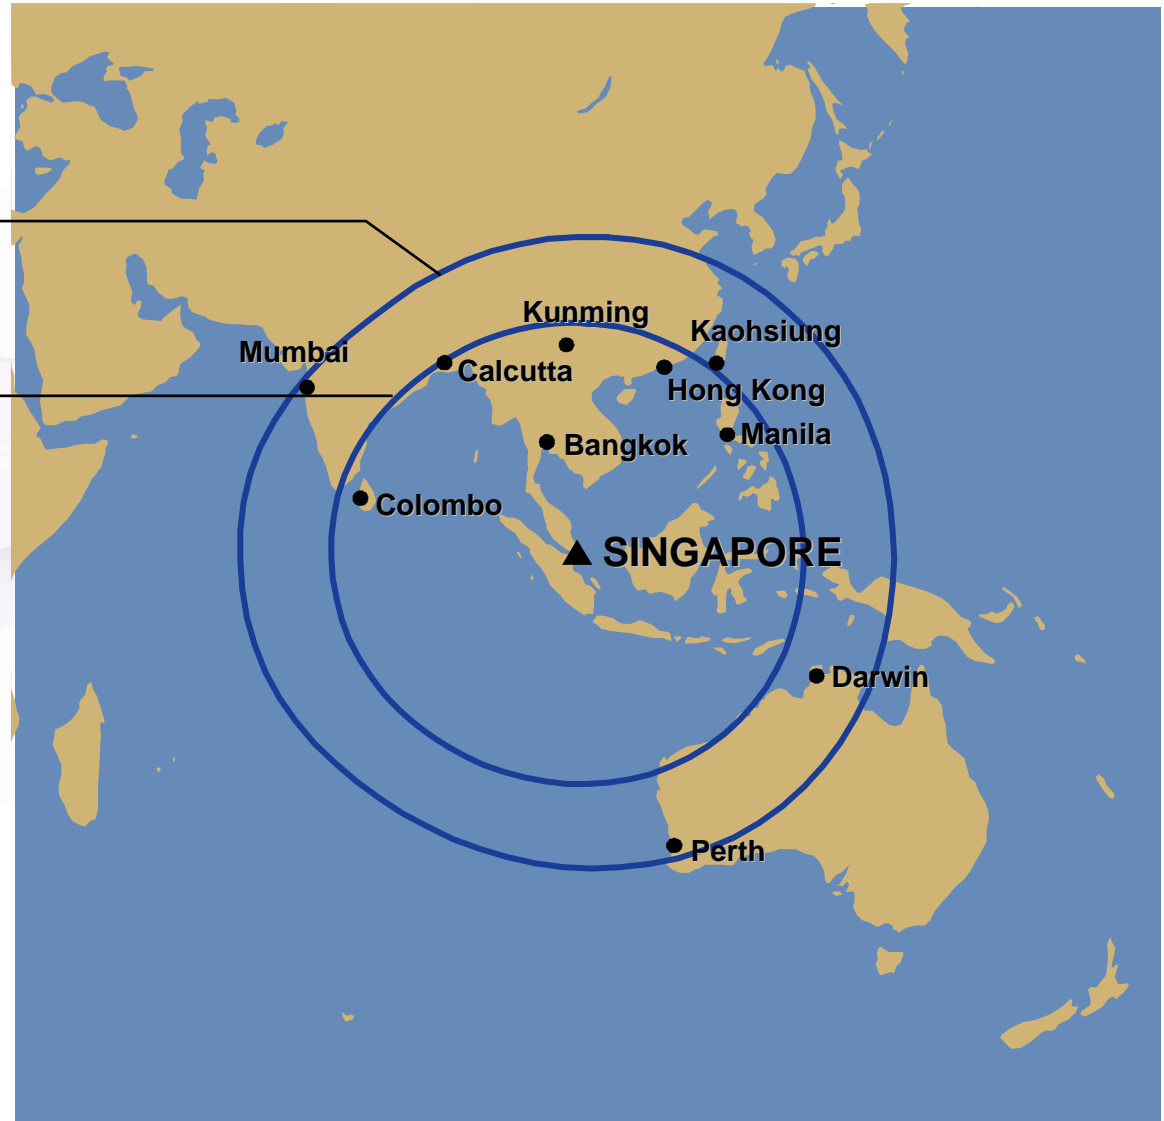 Kunming
Kaohsiung
Mumbai
Calcutta
Hong Kong
Manila
Bangkok
Colombo
SINGAPORE
Darwin
Perth